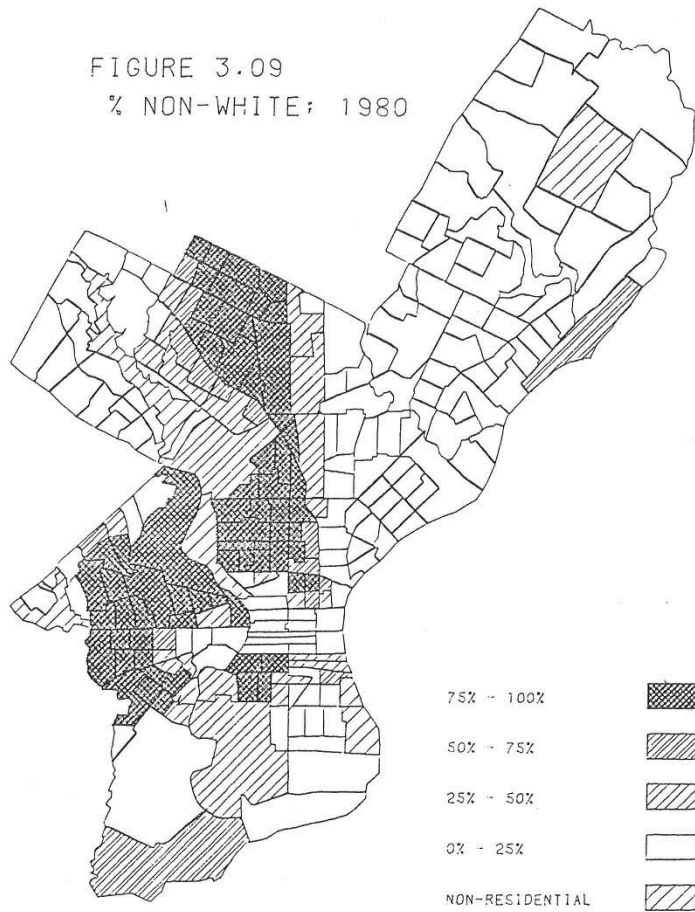 FIGURE 3.09
% NON-WHITE; 1980
75% - 100%
50% - 75%
25% - 50%
0% - 25%
NON-RESIDENTIAL